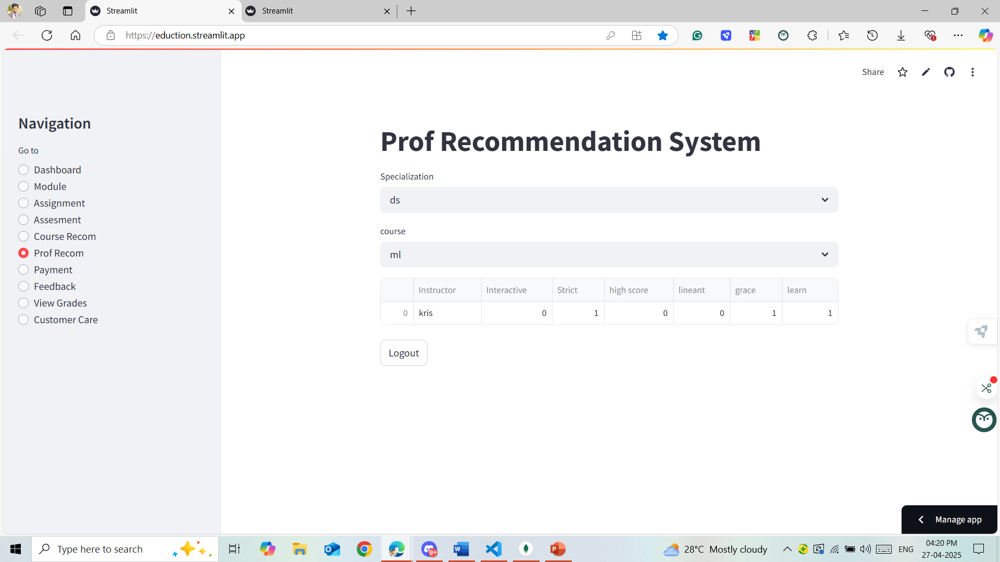 Streamlit
Streamlit
https://eduction.streamlit.app
Share
Navigation
Go to
Dashboard
Module
Assignment
Assesment
Course Recom
Prof Recom
Payment
Feedback
View Grades
Customer Care
Prof Recommendation System
Specialization
ds
course
ml
Instructor Interactive Strict high score lineant grace learn
0 kris 0 1 0 0 1 1
Logout
Manage app
Type here to search
9+
28°C Mostly cloudy
ENG
04:20 PM
27-04-2025